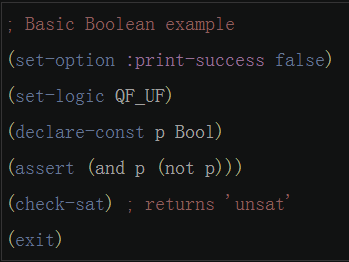 ; Basic Boolean example
(set-option :print-success false)
(set-logic QF_UF)
(declare-const p Bool)
(assert (and p (not p)))
(check-sat) ; returns 'unsat'
(exit)